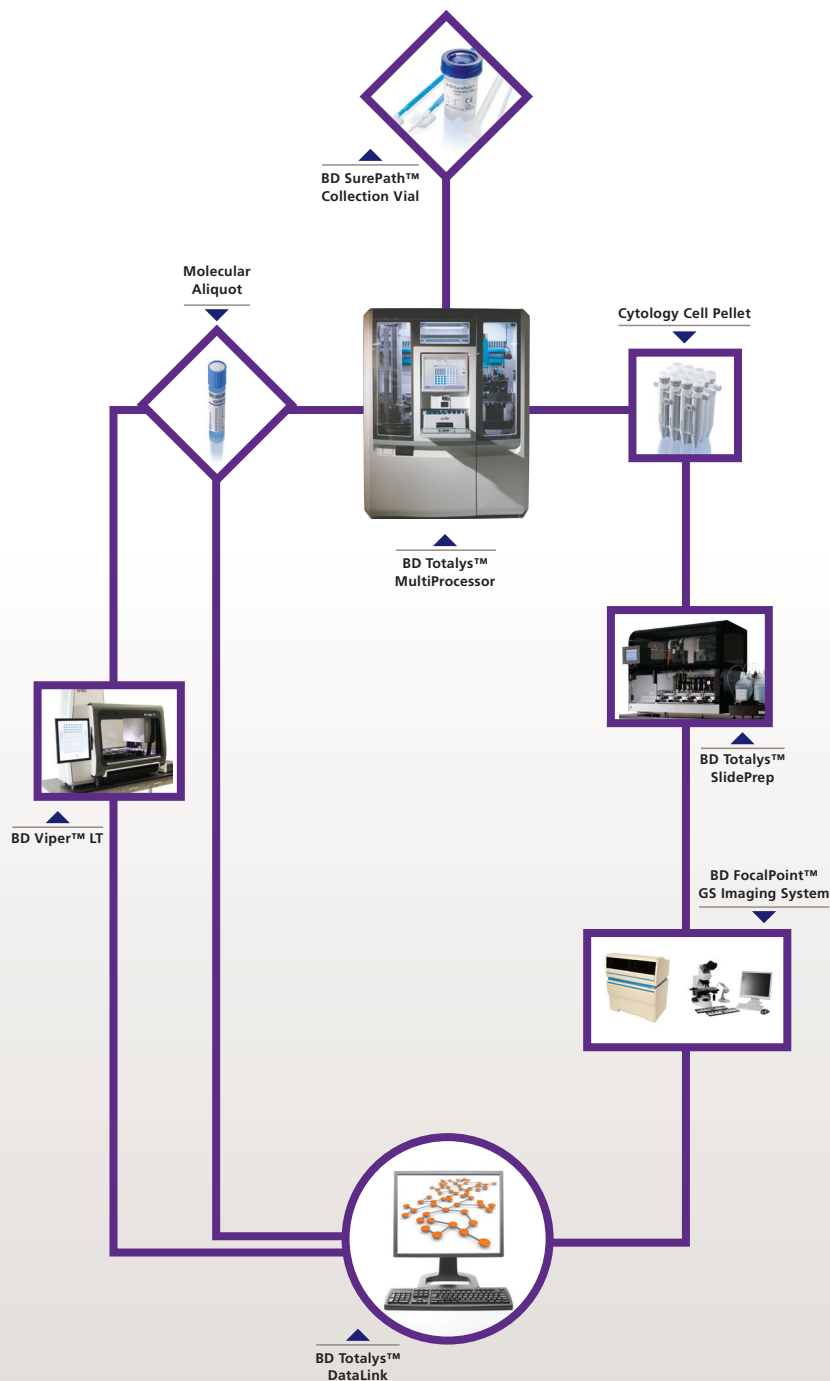 BD SurePath™
Collection Vial
Molecular
Aliquot
Cytology Cell Pellet
BD Totalys™
MultiProcessor
BD Totalys™
SlidePrep
BD Viper™ LT
BD FocalPoint™
GS Imaging System
BD Totalys™
DataLink